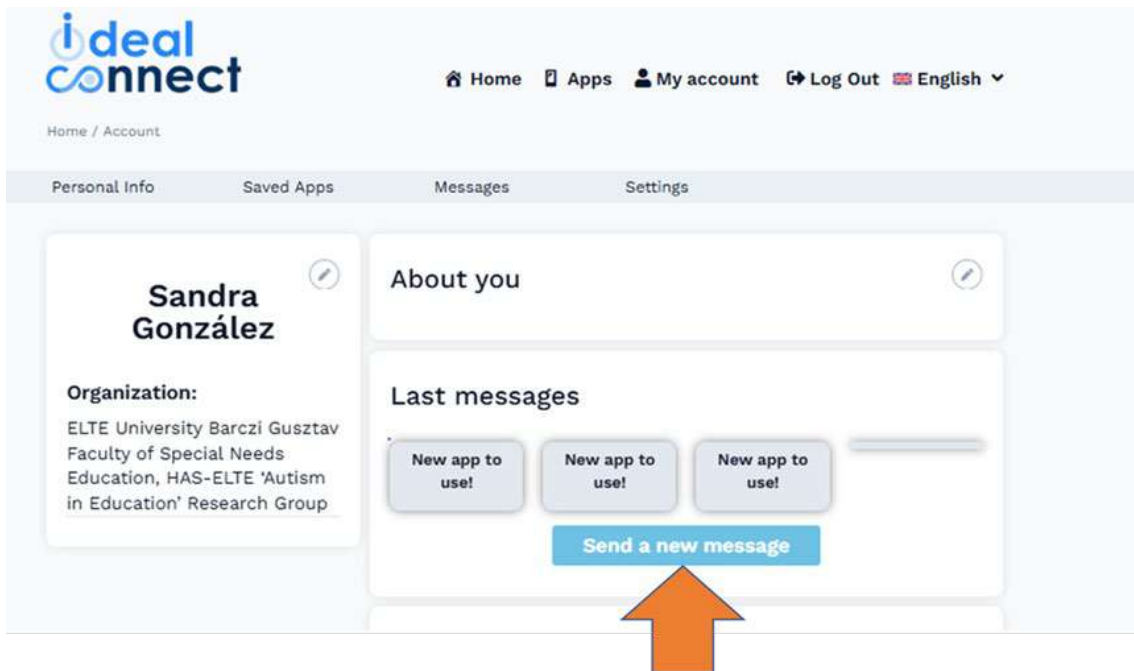 ideal
connect
Home Apps My account Log Out English
Home / Account
Personal Info Saved Apps Messages Settings
Sandra
González
Organization:
ELTE University Barczi Gusztav
Faculty of Special Needs
Education, HAS-ELTE ‘Autism
in Education’ Research Group
About you
Last messages
New app to
use!
New app to
use!
New app to
use!
Send a new message